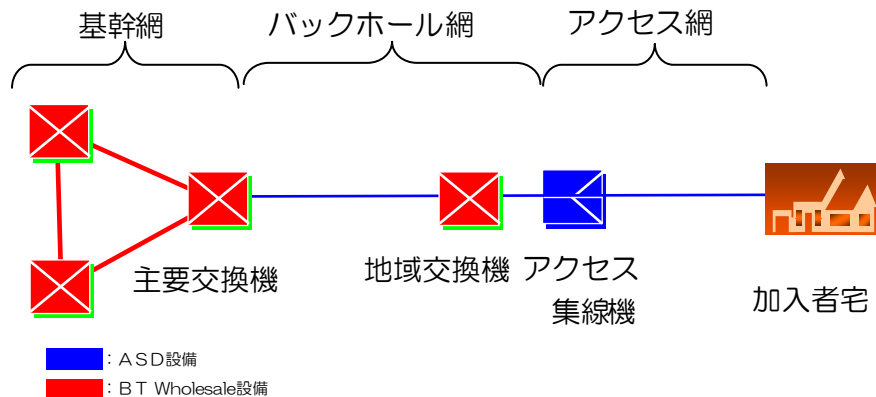 基幹網
バックホール網
アクセス網
主要交換機
地域交換機
アクセス
集線機
加入者宅
：ＡＳＤ設備
：ＢＴ Wholesale設備